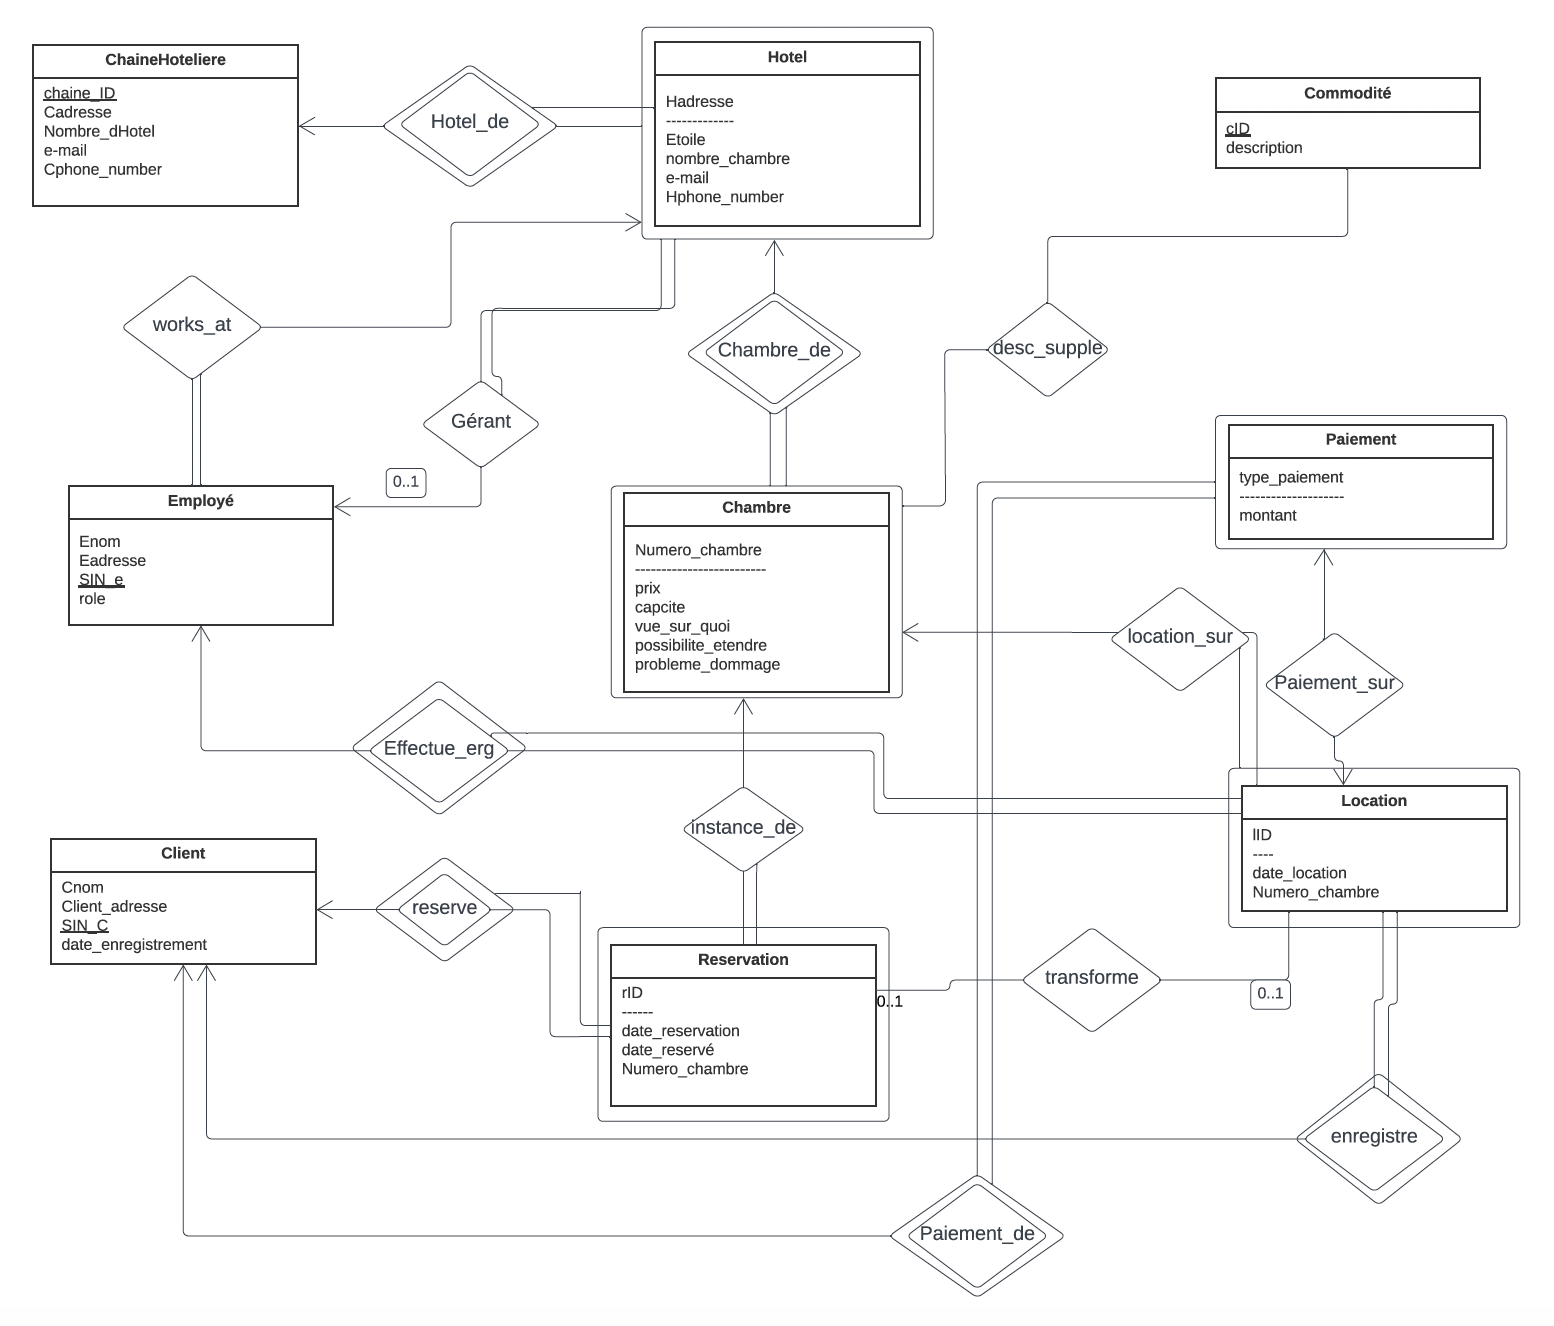 ChaineHoteliere
chaine_ID
Cadresse
Nombre_dHotel
e-mail
Cphone_number
Hotel_de
Hotel
Hadresse
-------------
Etoile
nombre_chambre
e-mail
Hphone_number
Commodité
cID
description
works_at
Gérant
0..1
Chambre_de
desc_supple
Employé
Enom
Eadresse
SIN_e
role
Chambre
Numero_chambre
-------------------------
prix
capcite
vue_sur_quoi
possibilite_etendre
probleme_dommage
Paiement
type_paiement
--------------------
montant
location_sur
Paiement_sur
Effectue_erg
instance_de
Location
lID
----
date_location
Numero_chambre
Client
Cnom
Client_adresse
SIN_C
date_enregistrement
reserve
Reservation
rID
------
date_reservation
date_reservé
Numero_chambre
0..1
transforme
0..1
enregistre
Paiement_de